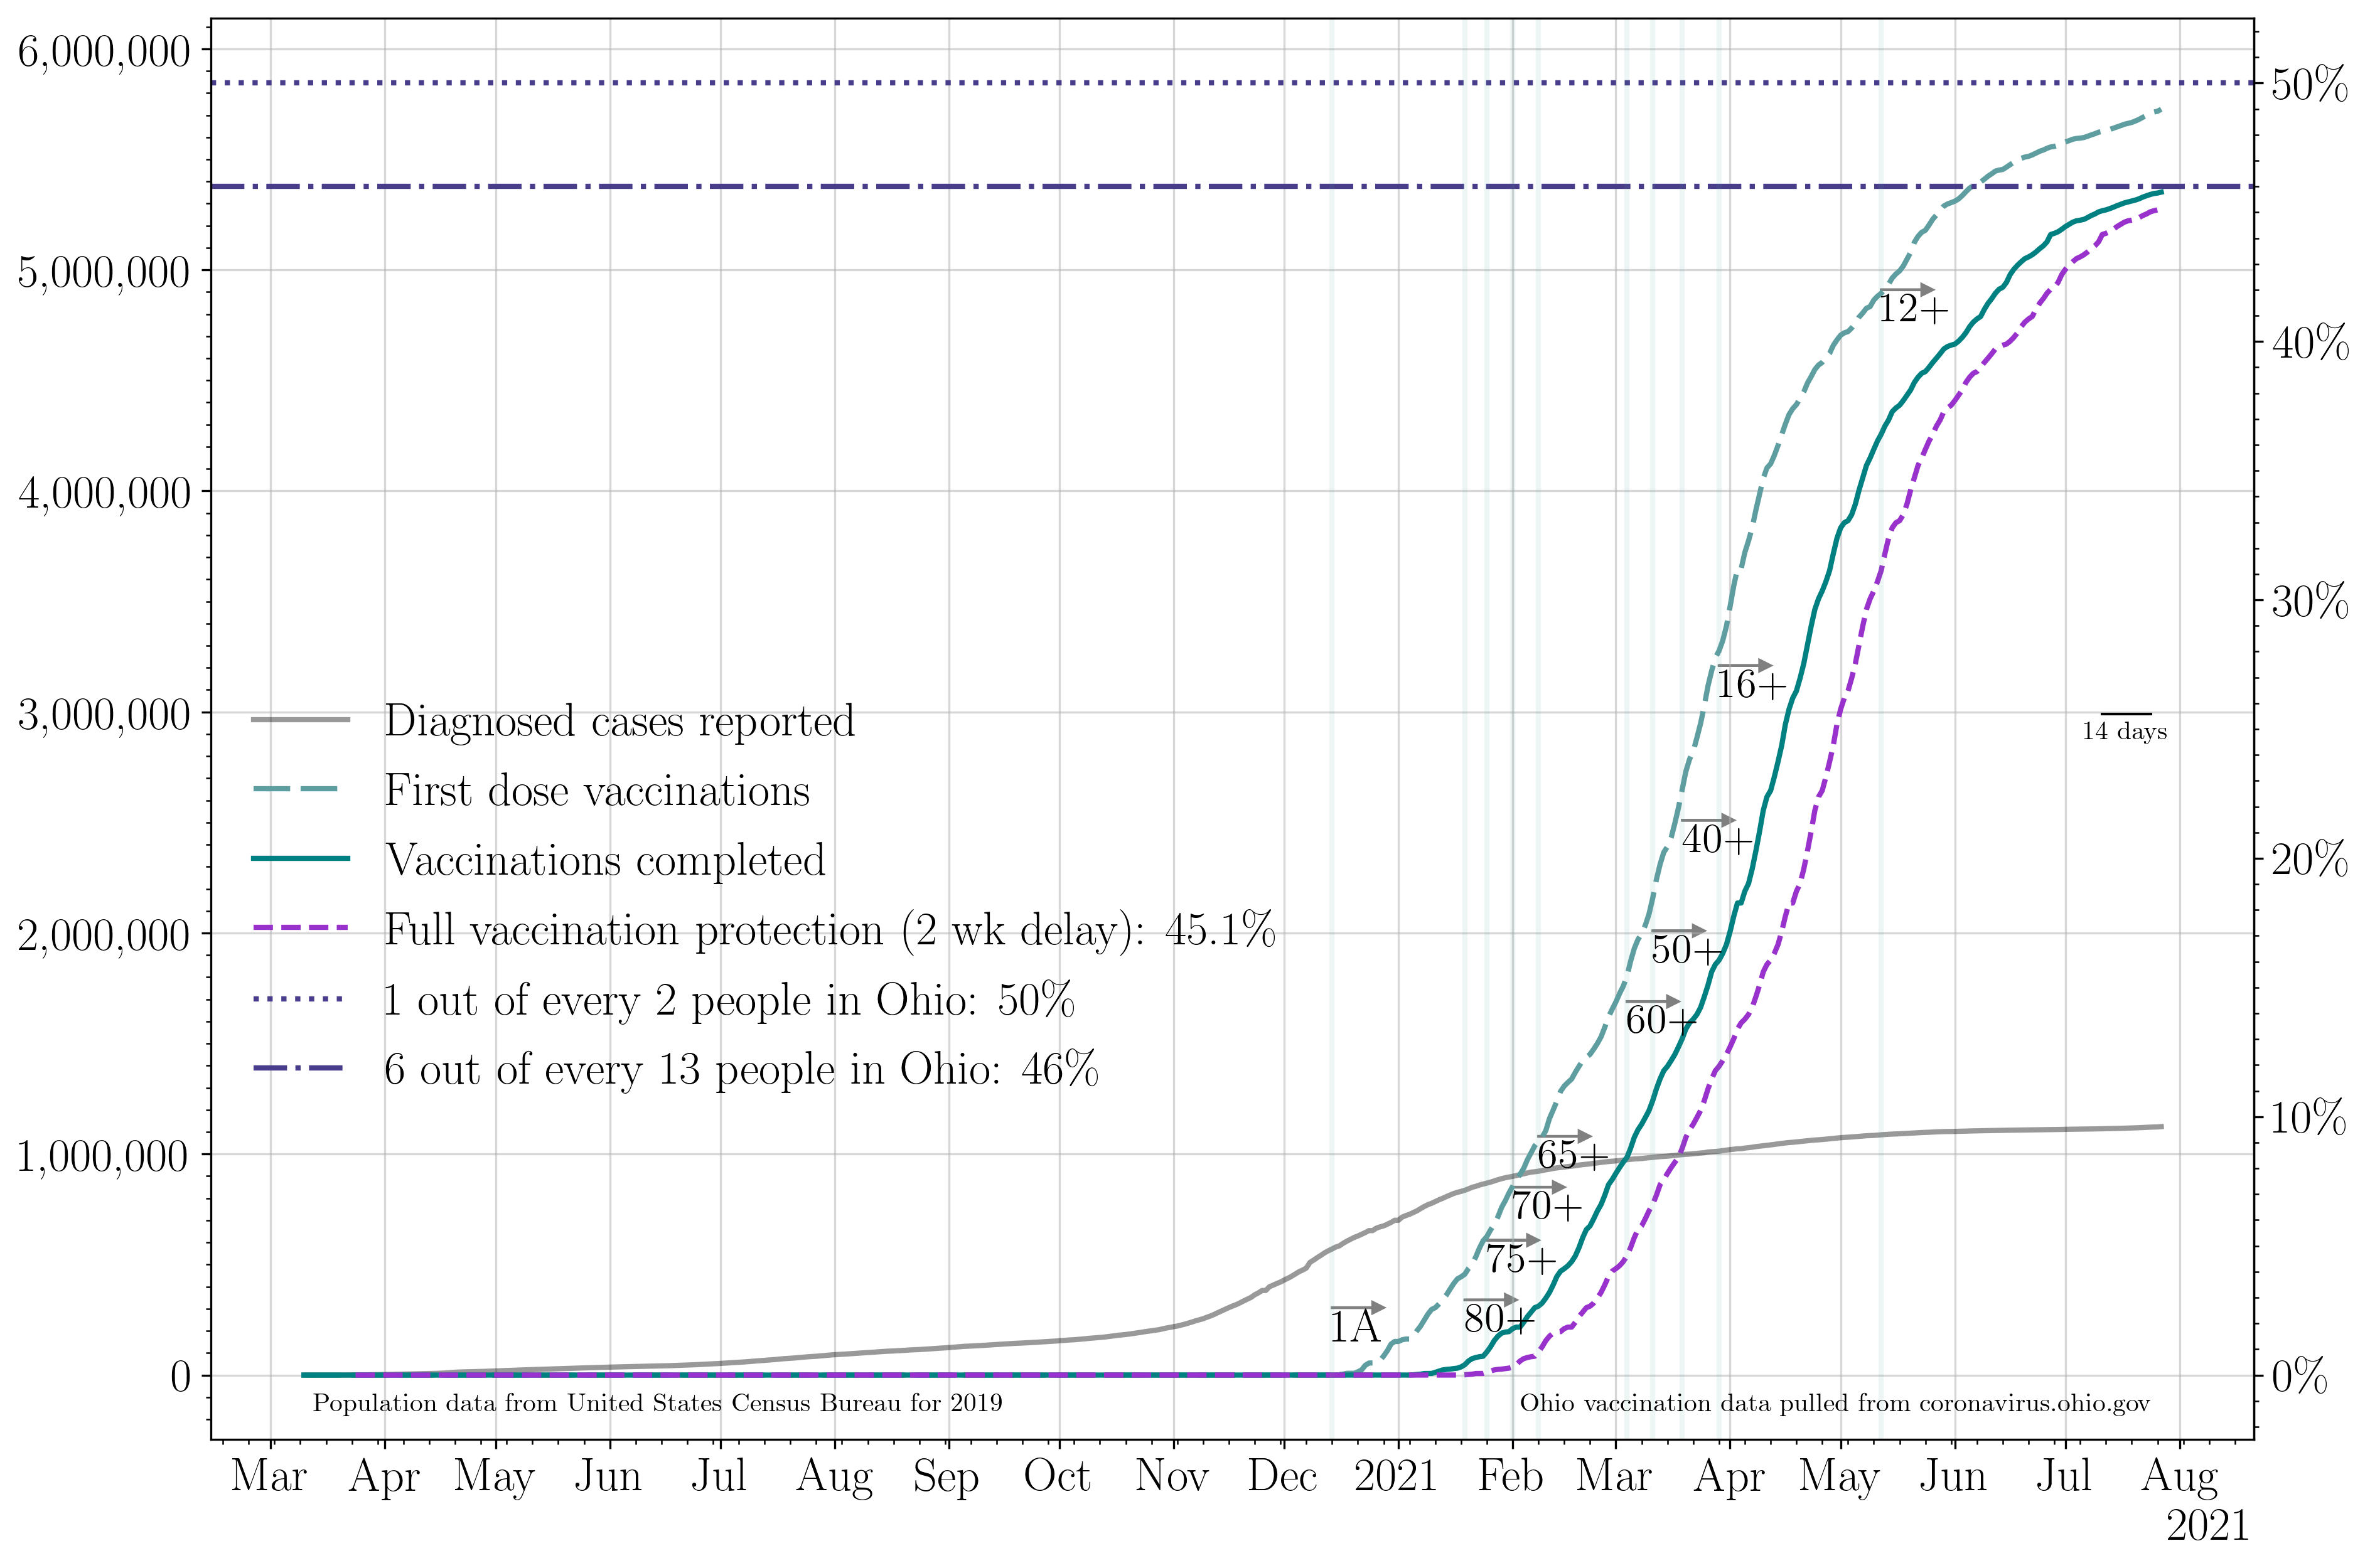 6,000,000
50%
5,000,000
12+
40%
4,000,000
30%
16+
3,000,000
Diagnosed cases reported
14 days
First dose vaccinations
40+
Vaccinations completed
20%
2,000,000
Full vaccination protection (2 wk delay): 45.1%
50+
1 out of every 2 people in Ohio: 50%
60+
6 out of every 13 people in Ohio: 46%
10%
1,000,000
65+
70+
75+
80+
1A
0
0%
Population data from United States Census Bureau for 2019
Ohio vaccination data pulled from coronavirus.ohio.gov
Mar Apr May Jun Jul Aug Sep Oct Nov Dec 2021 Feb Mar Apr May Jun Jul Aug
2021